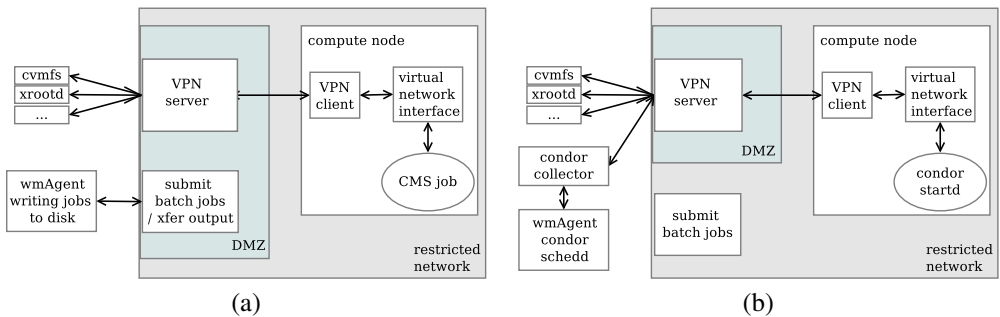 compute node
cvmfs
xrootd
...
VPN
server
VPN
client
virtual
network
interface
CMS job
wmAgent
writing jobs
to disk
submit
batch jobs
/ xfer output
DMZ
restricted
network
(a)
compute node
cvmfs
xrootd
...
VPN
server
VPN
client
virtual
network
interface
DMZ
condor
collector
condor
startd
wmAgent
condor
schedd
submit
batch jobs
restricted
network
(b)